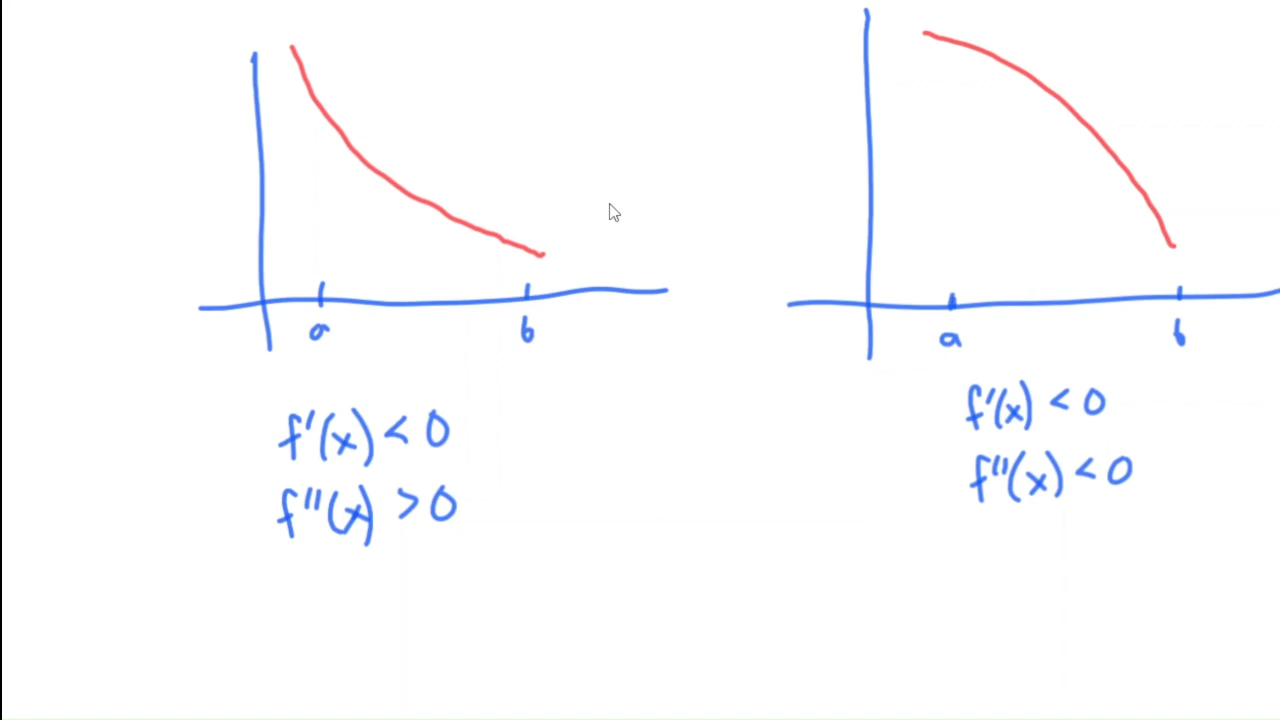 a b
f'(x) < 0
f''(x) > 0
a b
f'(x) < 0
f''(x) < 0